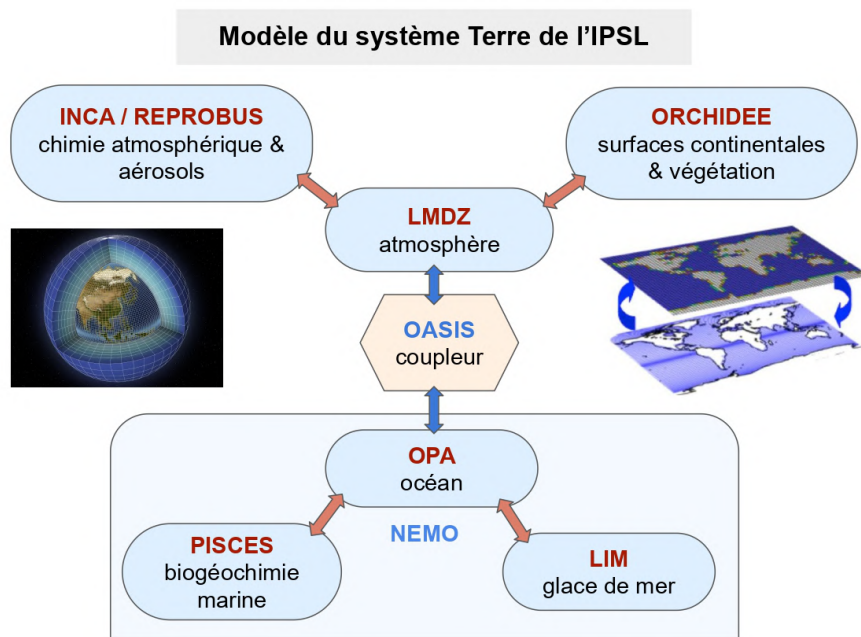 Modèle du système Terre de l'IPSL
INCA / REPROBUS
chimie atmosphérique &
aérosols
ORCHIDEE
surfaces continentales
& végétation
LMDZ
atmosphère
OASIS
coupleur
OPA
océan
NEMO
PISCES
biogéochimie
marine
LIM
glace de mer